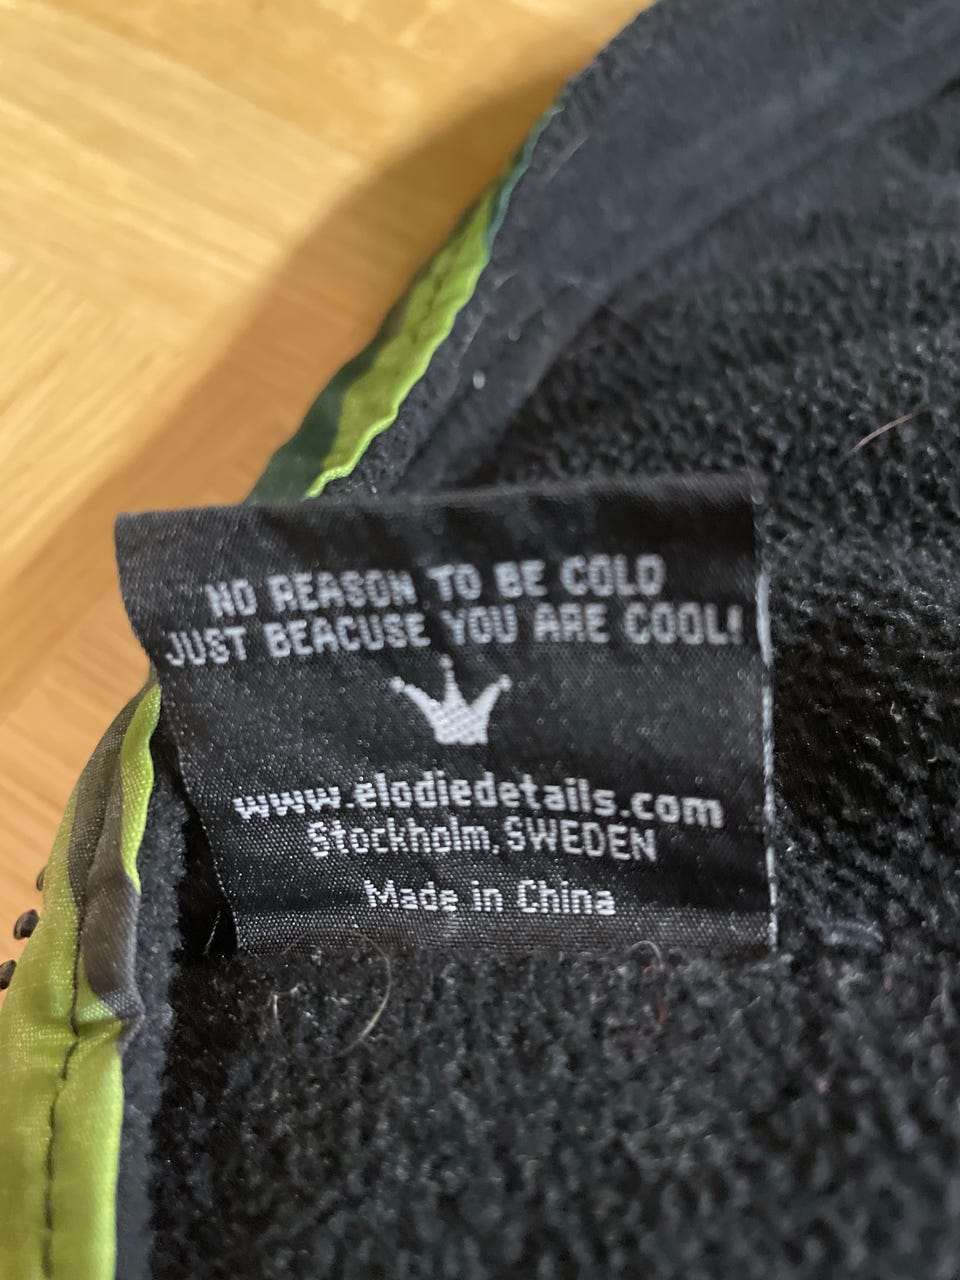 NO REASON TO BE COLD
JUST BEACUSE YOU ARE COOL!
www.elodiedetails.com
Stockholm, SWEDEN
Made in China